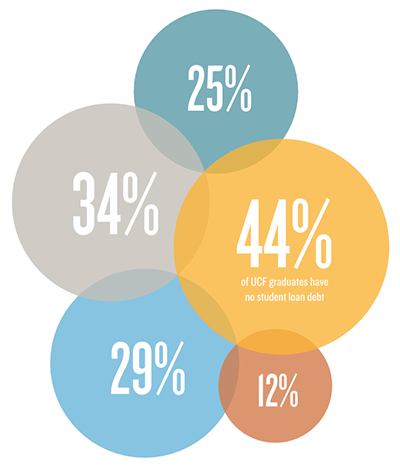 25%
34%
44%
of UCF graduates have
no student loan debt
29%
12%